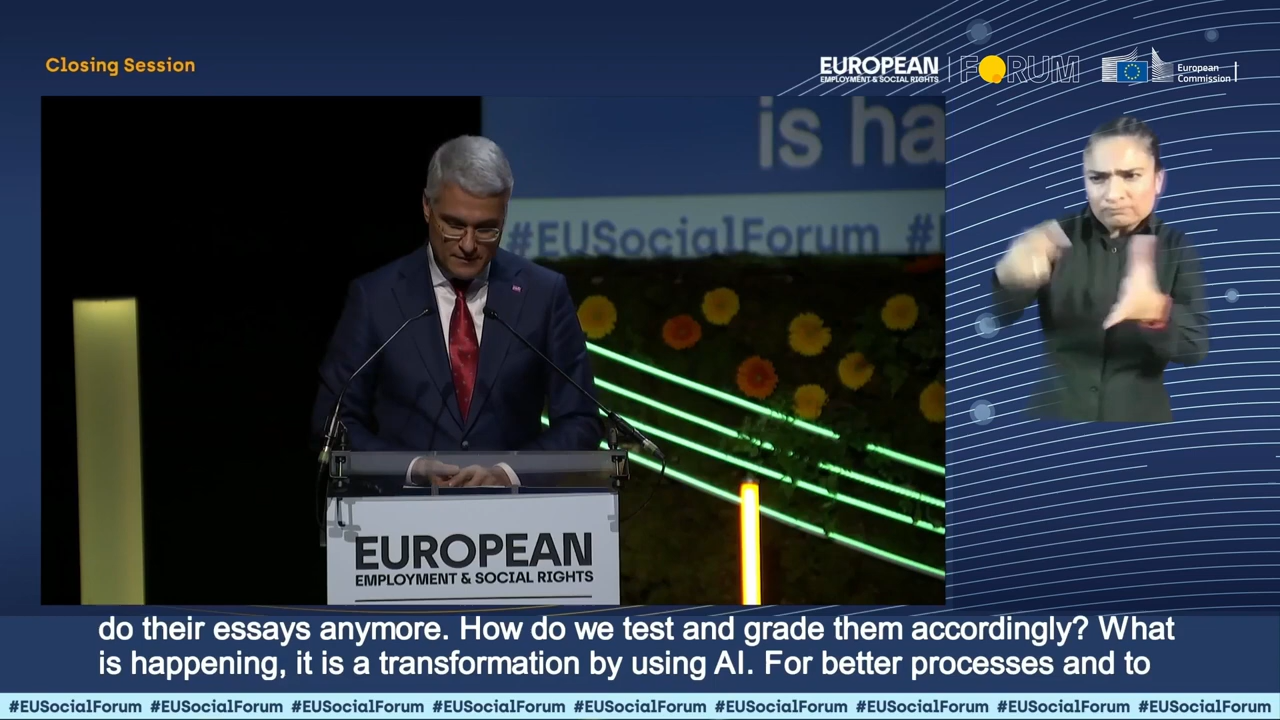 Closing Session
EUROPEAN
EMPLOYMENT & SOCIAL RIGHTS
FORUM
European
Commission
is ha
#EUSocialForum #
EUROPEAN
EMPLOYMENT & SOCIAL RIGHTS
do their essays anymore. How do we test and grade them accordingly? What
is happening, it is a transformation by using AI. For better processes and to
#EUSocialForum #EUSocialForum #EUSocialForum #EUSocialForum #EUSocialForum #EUSocialForum #EUSocialForum #EUSocialForum #EUSocialForum